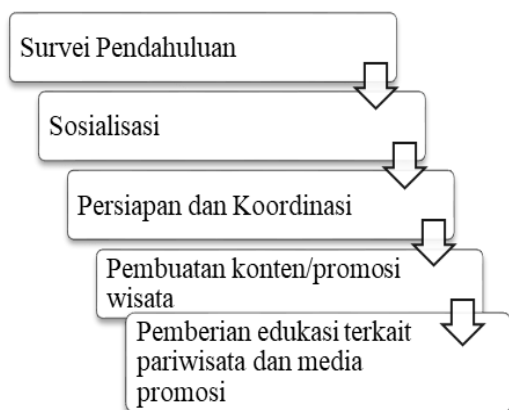 Survei Pendahuluan
Sosialisasi
Persiapan dan Koordinasi
Pembuatan konten/promosi
wisata
Pemberian edukasi terkait
pariwisata dan media
promosi